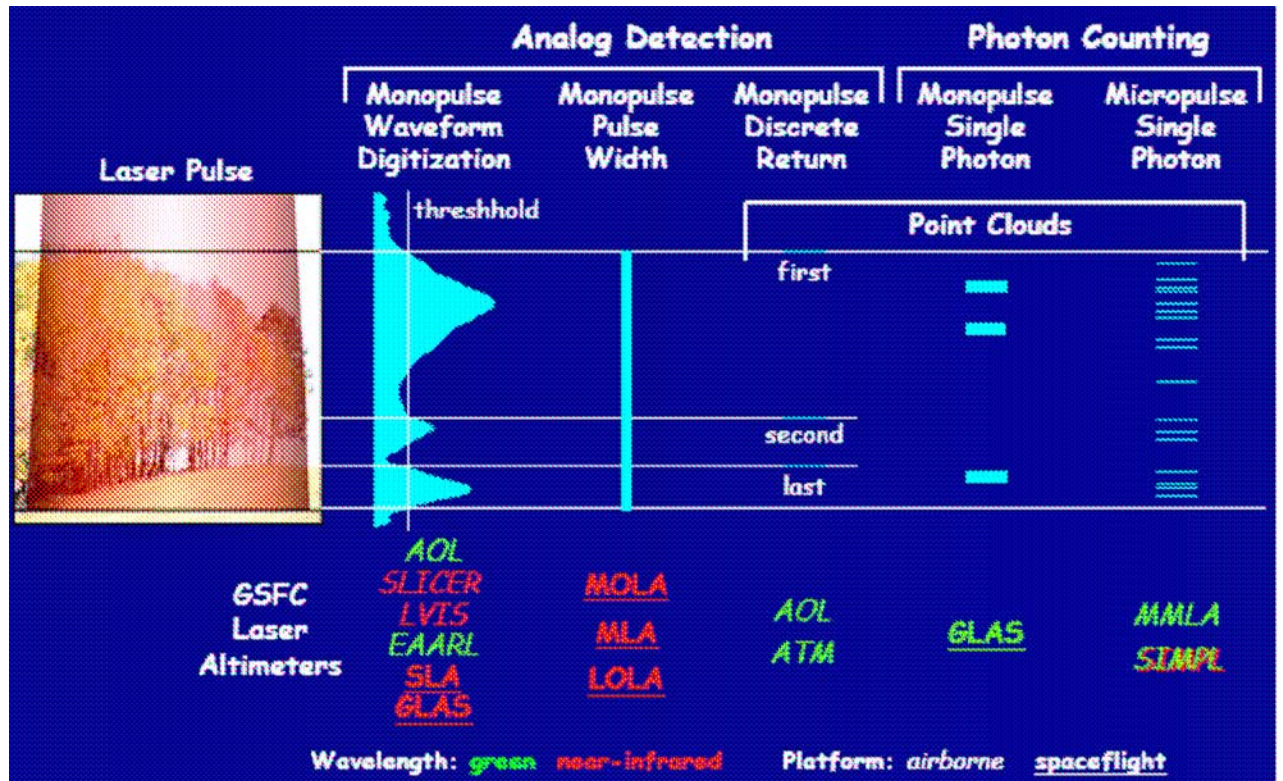 Analog Detection
Photon Counting
Monopulse Waveform Digitization
Monopulse Pulse Width
Monopulse Discrete Return
Monopulse Single Photon
Micropulse Single Photon
Laser Pulse
threshhold
Point Clouds
first
second
last
GSFC Laser Altimeters
AOL
SLICER
LVIS
EAARL
SLA
GLAS
MOLA
MLA
LOLA
AOL
ATM
GLAS
MMLA
SIMPL
Wavelength: green near-infrared
Platform: airborne spaceflight